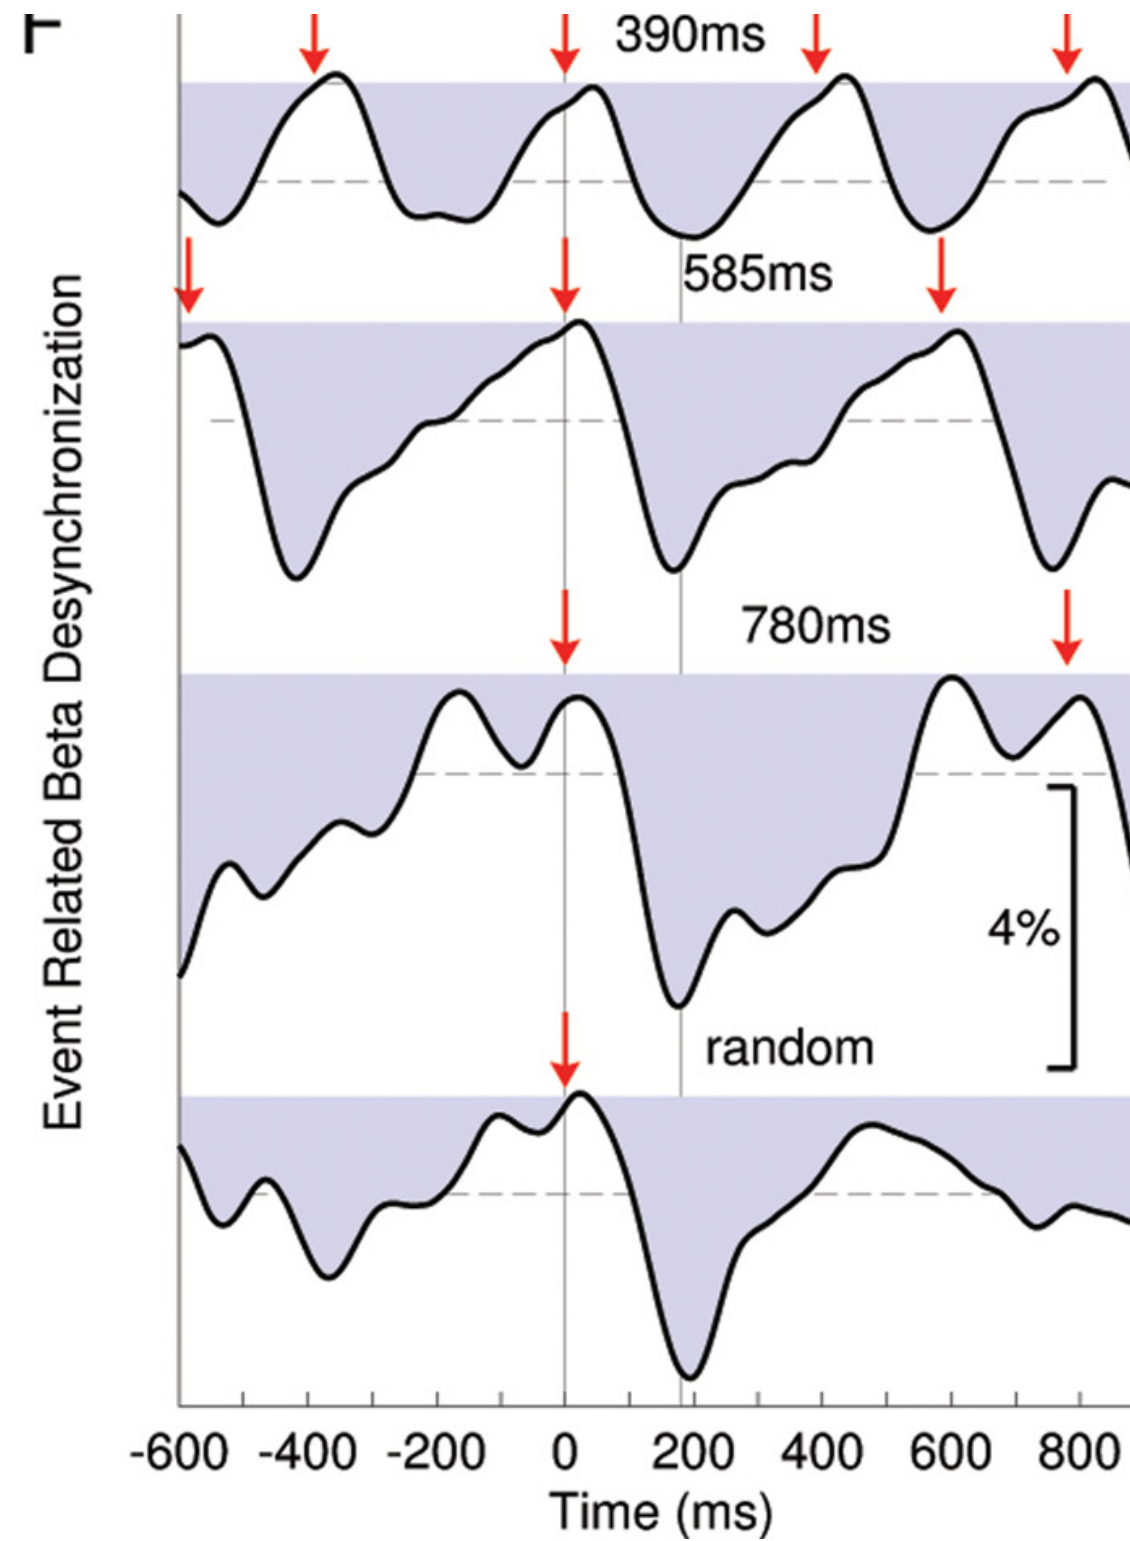 F
390ms
585ms
780ms
4%
random
Event Related Beta Desynchronization
-600 -400 -200 0 200 400 600 800
Time (ms)